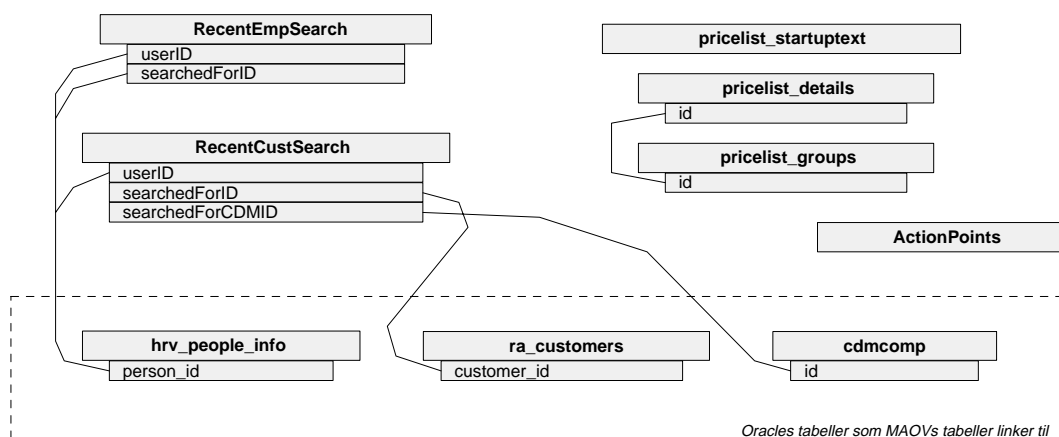 RecentEmpSearch
userID
searchedForID
pricelist_startuptext
pricelist_details
id
RecentCustSearch
userID
searchedForID
searchedForCDMID
pricelist_groups
id
ActionPoints
hrv_people_info
person_id
ra_customers
customer_id
cdmcomp
id
Oracles tabeller som MAOVs tabeller linker til